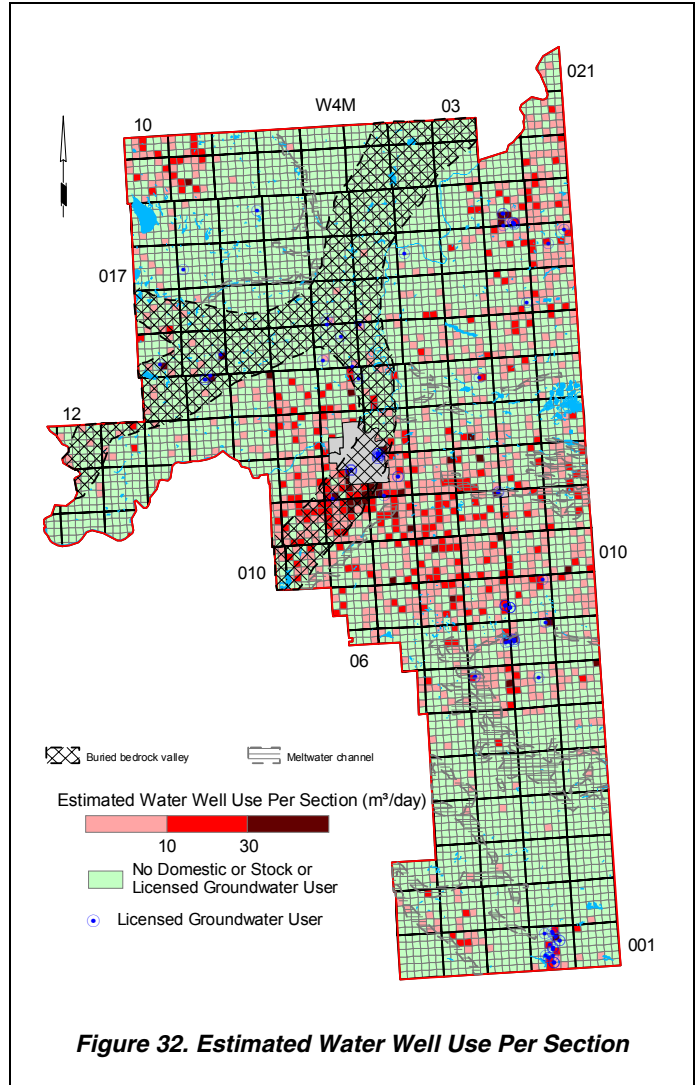 021
W4M
03
10
017
12
010
010
06
Buried bedrock valley
Meltwater channel
Estimated Water Well Use Per Section (m³/day)
10
30
No Domestic or Stock or
Licensed Groundwater User
Licensed Groundwater User
001
Figure 32. Estimated Water Well Use Per Section